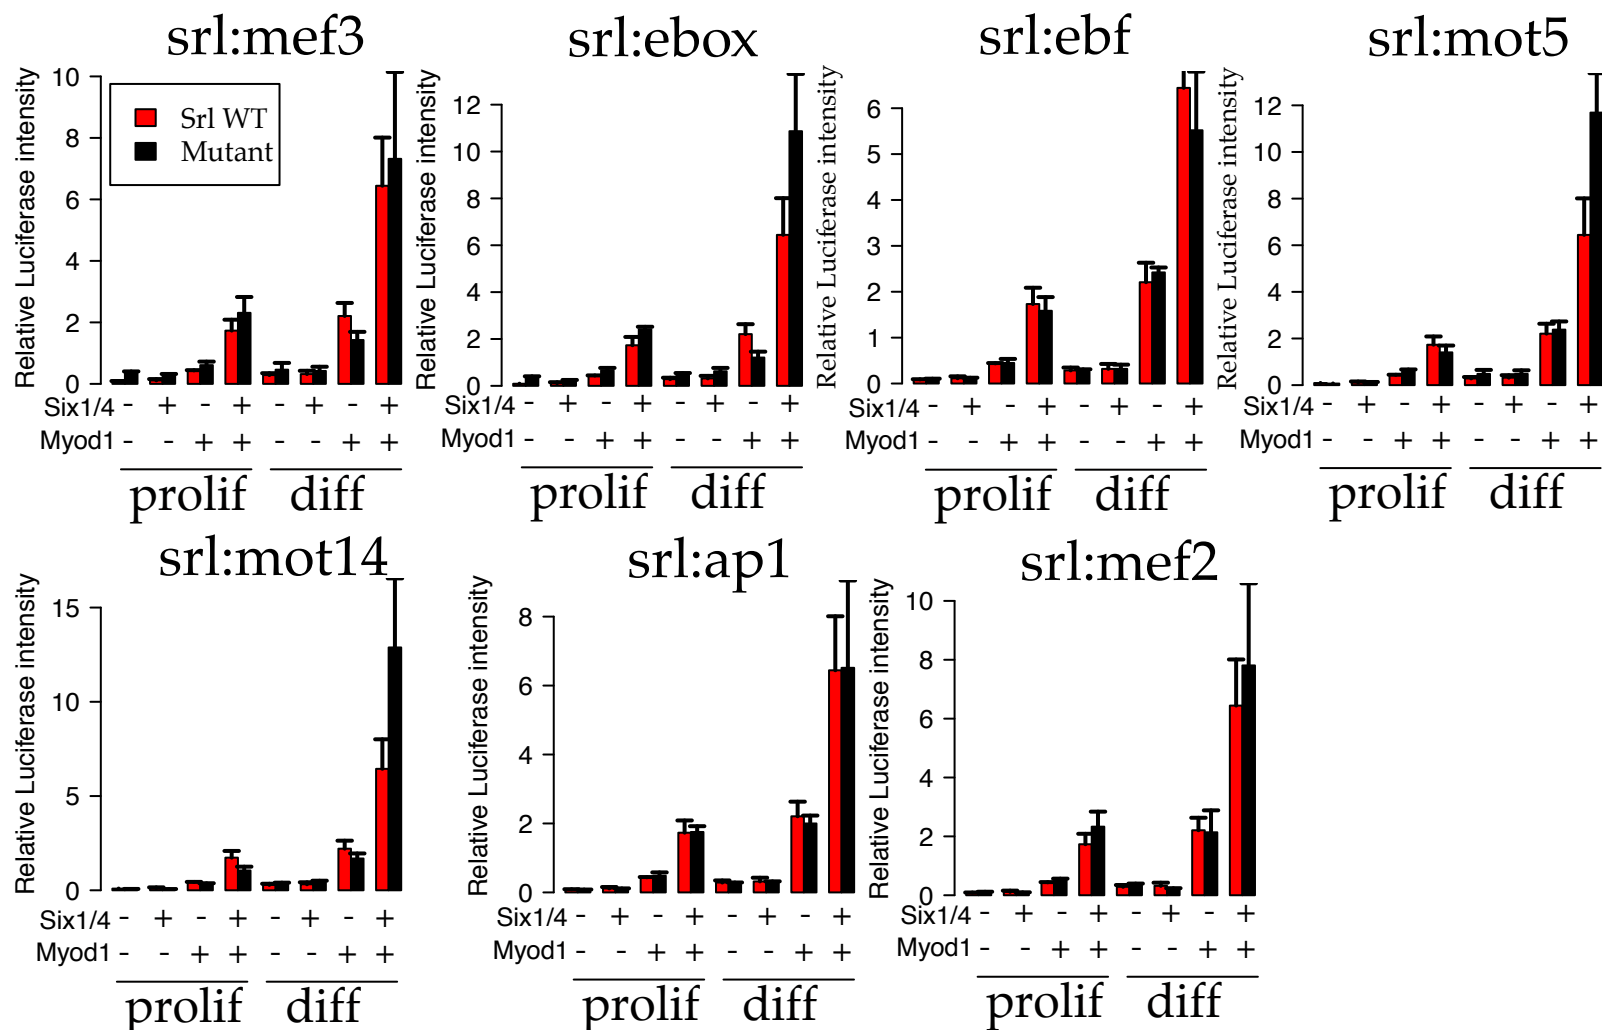 srl:mef3
Relative Luciferase intensity
10
8
6
4
2
0
Srl WT
Mutant
Six1/4 - + - + - + - +
Myod1 - - + + - - + +
prolif diff
srl:ebox
Relative Luciferase intensity
12
10
8
6
4
2
0
Six1/4 - + - + - + - +
Myod1 - - + + - - + +
prolif diff
srl:ebf
Relative Luciferase intensity
6
5
4
3
2
1
0
Six1/4 - + - + - + - +
Myod1 - - + + - - + +
prolif diff
srl:mot5
Relative Luciferase intensity
12
10
8
6
4
2
0
Six1/4 - + - + - + - +
Myod1 - - + + - - + +
prolif diff
srl:mot14
Relative Luciferase intensity
15
10
5
0
Six1/4 - + - + - + - +
Myod1 - - + + - - + +
prolif diff
srl:ap1
Relative Luciferase intensity
8
6
4
2
0
Six1/4 - + - + - + - +
Myod1 - - + + - - + +
prolif diff
srl:mef2
Relative Luciferase intensity
10
8
6
4
2
0
Six1/4 - + - + - + - +
Myod1 - - + + - - + +
prolif diff